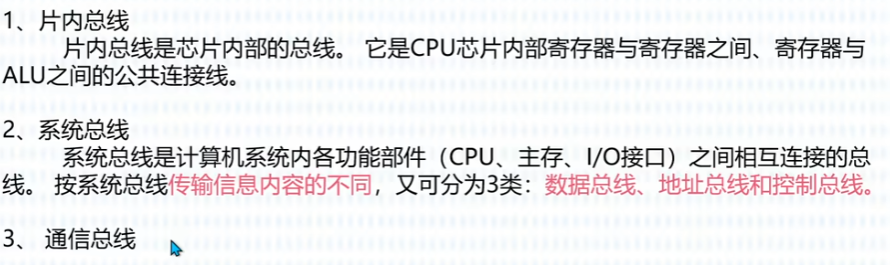 1、片内总线
片内总线是芯片内部的总线。 它是CPU芯片内部寄存器与寄存器之间、寄存器与
ALU之间的公共连接线。
2、系统总线
系统总线是计算机系统内各功能部件（CPU、主存、I/O接口）之间相互连接的总
线。 按系统总线传输信息内容的不同，又可分为3类：数据总线、地址总线和控制总线。
3、 通信总线